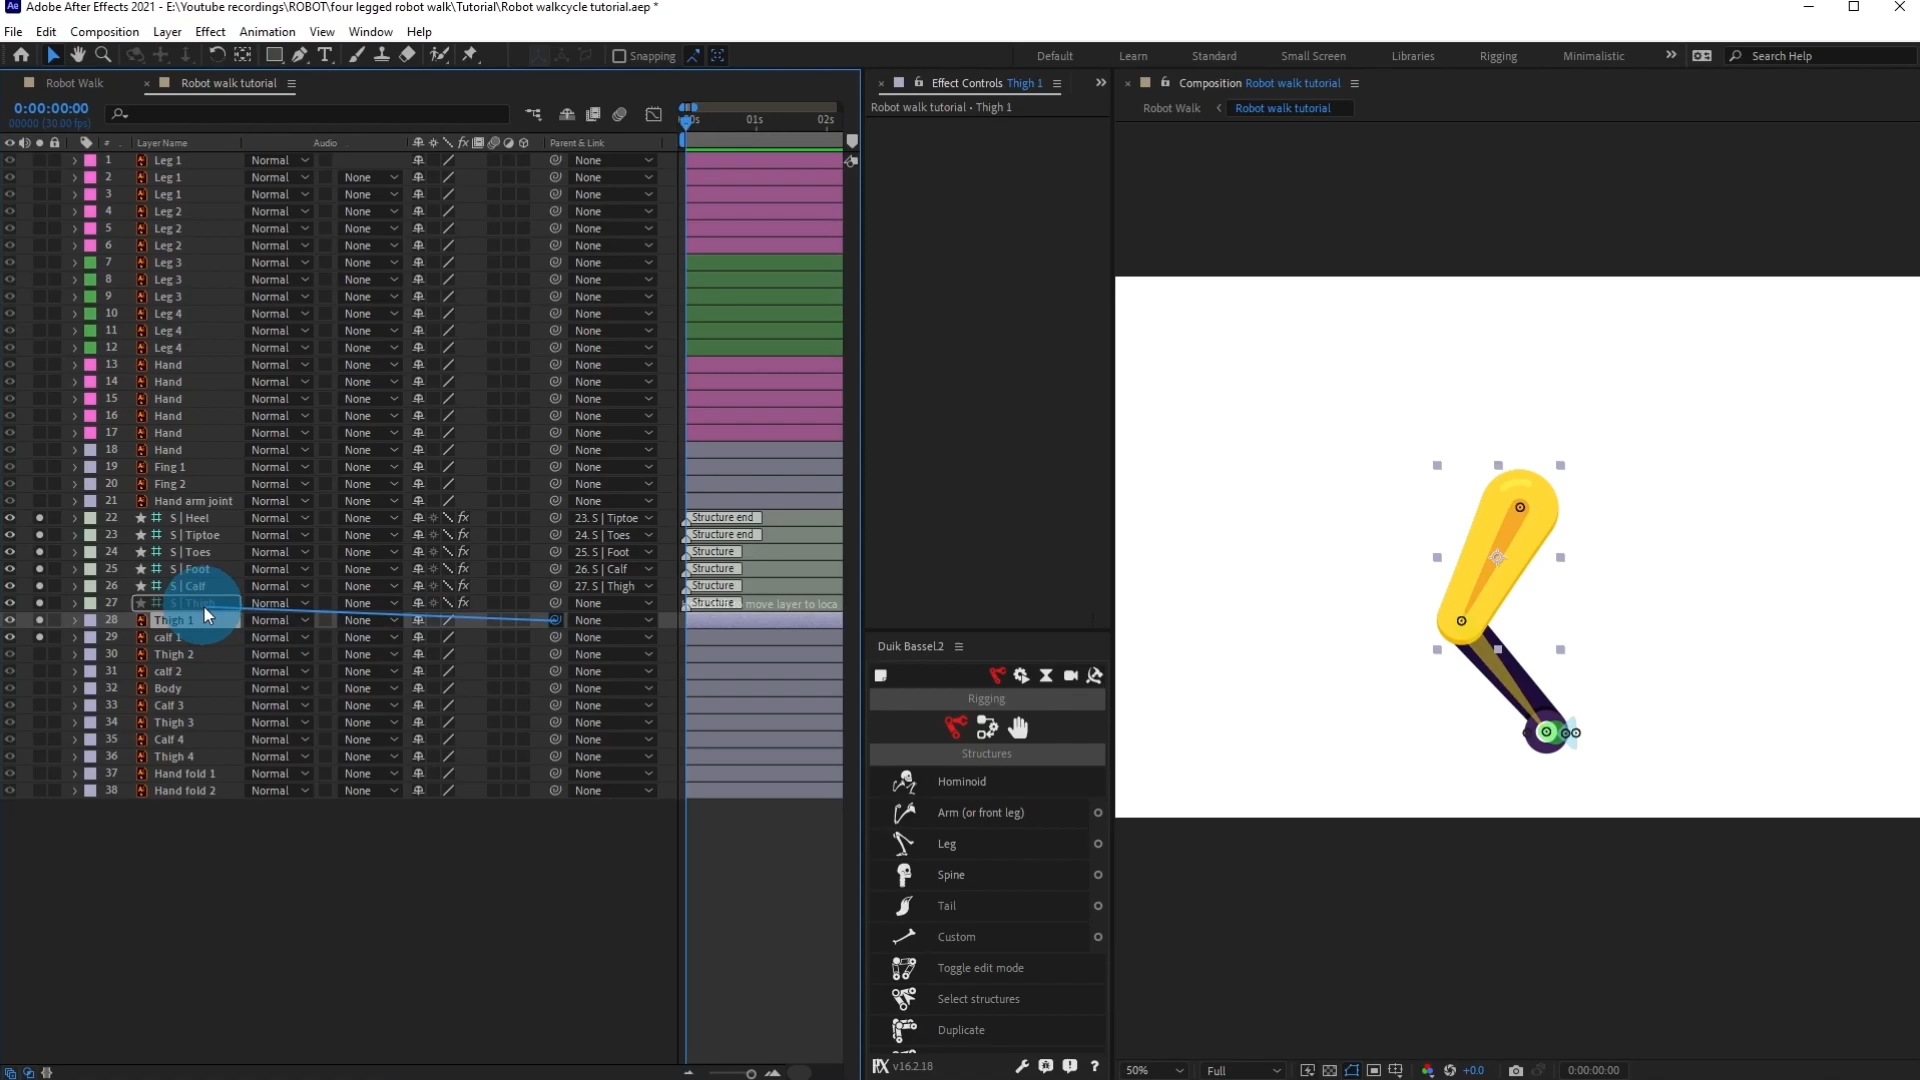 Adobe After Effects 2021 - E:\Youtube recordings\ROBOT\four legged robot walk\Tutorial\Robot walkcycle tutorial.aep *
File Edit Composition Layer Effect Animation View Window Help
Snapping
Default Learn Standard Small Screen Libraries Rigging Minimalistic Search Help
Robot Walk Robot walk tutorial
Effect Controls Thigh 1
Composition Robot walk tutorial
0:00:00:00
00000 (30.00 fps)
Robot walk tutorial • Thigh 1
Robot Walk Robot walk tutorial
01s 02s
# Layer Name Audio Parent & Link
1 Leg 1 Normal None
2 Leg 1 Normal None None
3 Leg 1 Normal None None
4 Leg 2 Normal None None
5 Leg 2 Normal None None
6 Leg 2 Normal None None
7 Leg 3 Normal None None
8 Leg 3 Normal None None
9 Leg 3 Normal None None
10 Leg 4 Normal None None
11 Leg 4 Normal None None
12 Leg 4 Normal None None
13 Hand Normal None None
14 Hand Normal None None
15 Hand Normal None None
16 Hand Normal None None
17 Hand Normal None None
18 Hand Normal None None
19 Fing 1 Normal None None
20 Fing 2 Normal None None
21 Hand arm joint Normal None None
22 S | Heel Normal None fx 23. S | Tiptoe Structure end
23 S | Tiptoe Normal None fx 24. S | Toes Structure end
24 S | Toes Normal None fx 25. S | Foot Structure
25 S | Foot Normal None fx 26. S | Calf Structure
26 S | Calf Normal None fx 27. S | Thigh Structure
27 S | Thigh Normal None fx None Structure move layer to loca
28 Thigh 1 Normal None None
29 calf 1 Normal None None
30 Thigh 2 Normal None None
31 calf 2 Normal None None
32 Body Normal None None
33 Calf 3 Normal None None
34 Thigh 3 Normal None None
35 Calf 4 Normal None None
36 Thigh 4 Normal None None
37 Hand fold 1 Normal None None
38 Hand fold 2 Normal None None
Duik Bassel.2
Rigging
Structures
Hominoid
Arm (or front leg)
Leg
Spine
Tail
Custom
Toggle edit mode
Select structures
Duplicate
v16.2.18 ?
50% Full +0.0 0:00:00:00